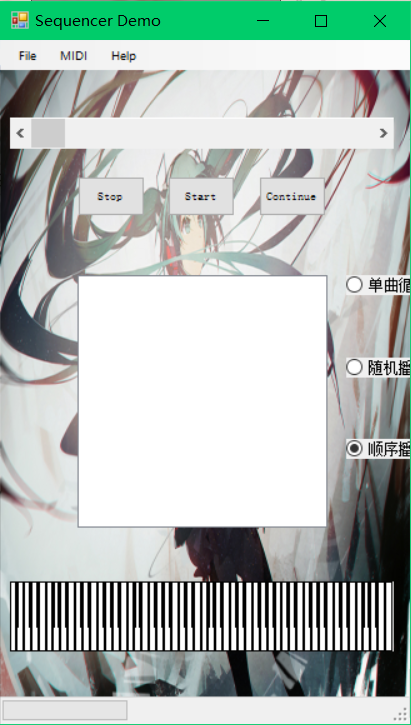 Sequencer Demo
File MIDI Help
Stop Start Continue
单曲循
随机播
顺序播